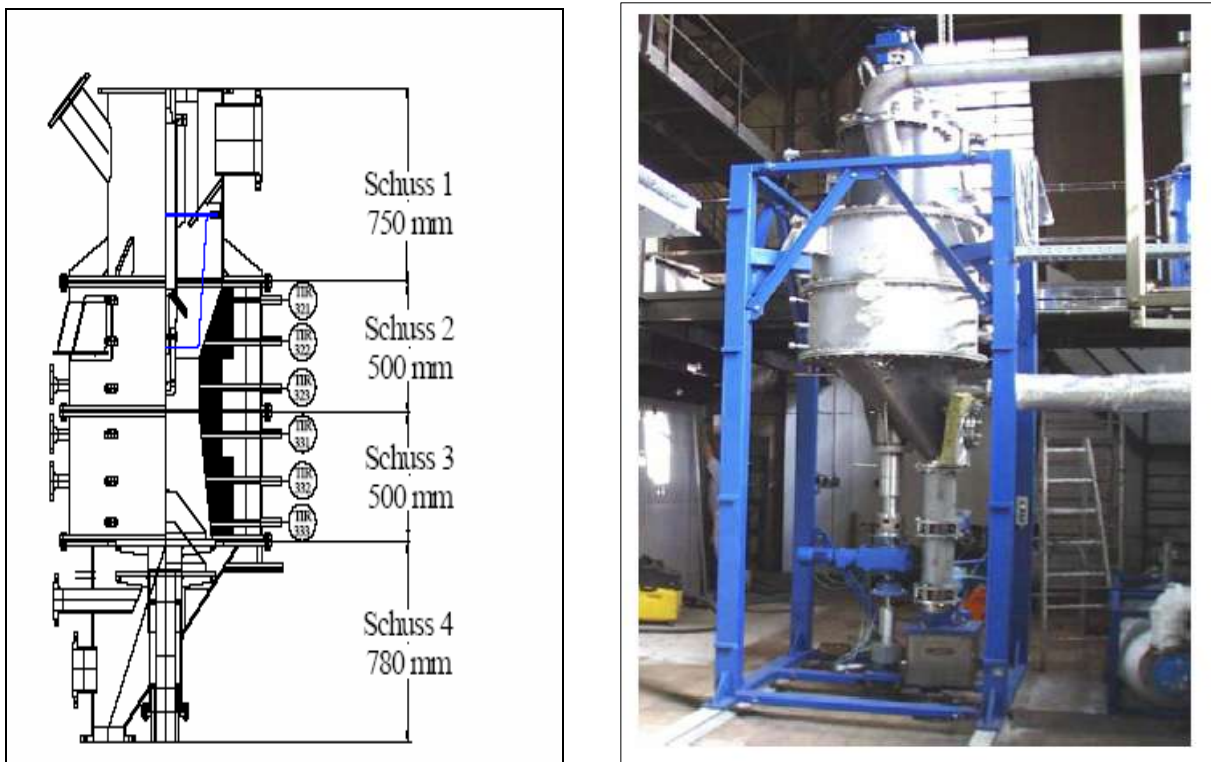 Schuss 1
750 mm
TIR
321
Schuss 2
500 mm
TIR
322
TIR
323
TIR
331
Schuss 3
500 mm
TIR
332
TIR
333
Schuss 4
780 mm